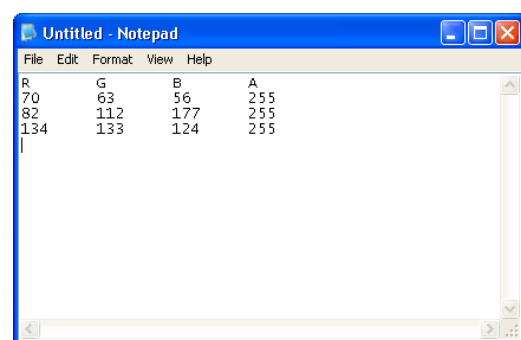 Untitled - Notepad
File Edit Format View Help
R G B A
70 63 56 255
82 112 177 255
134 133 124 255